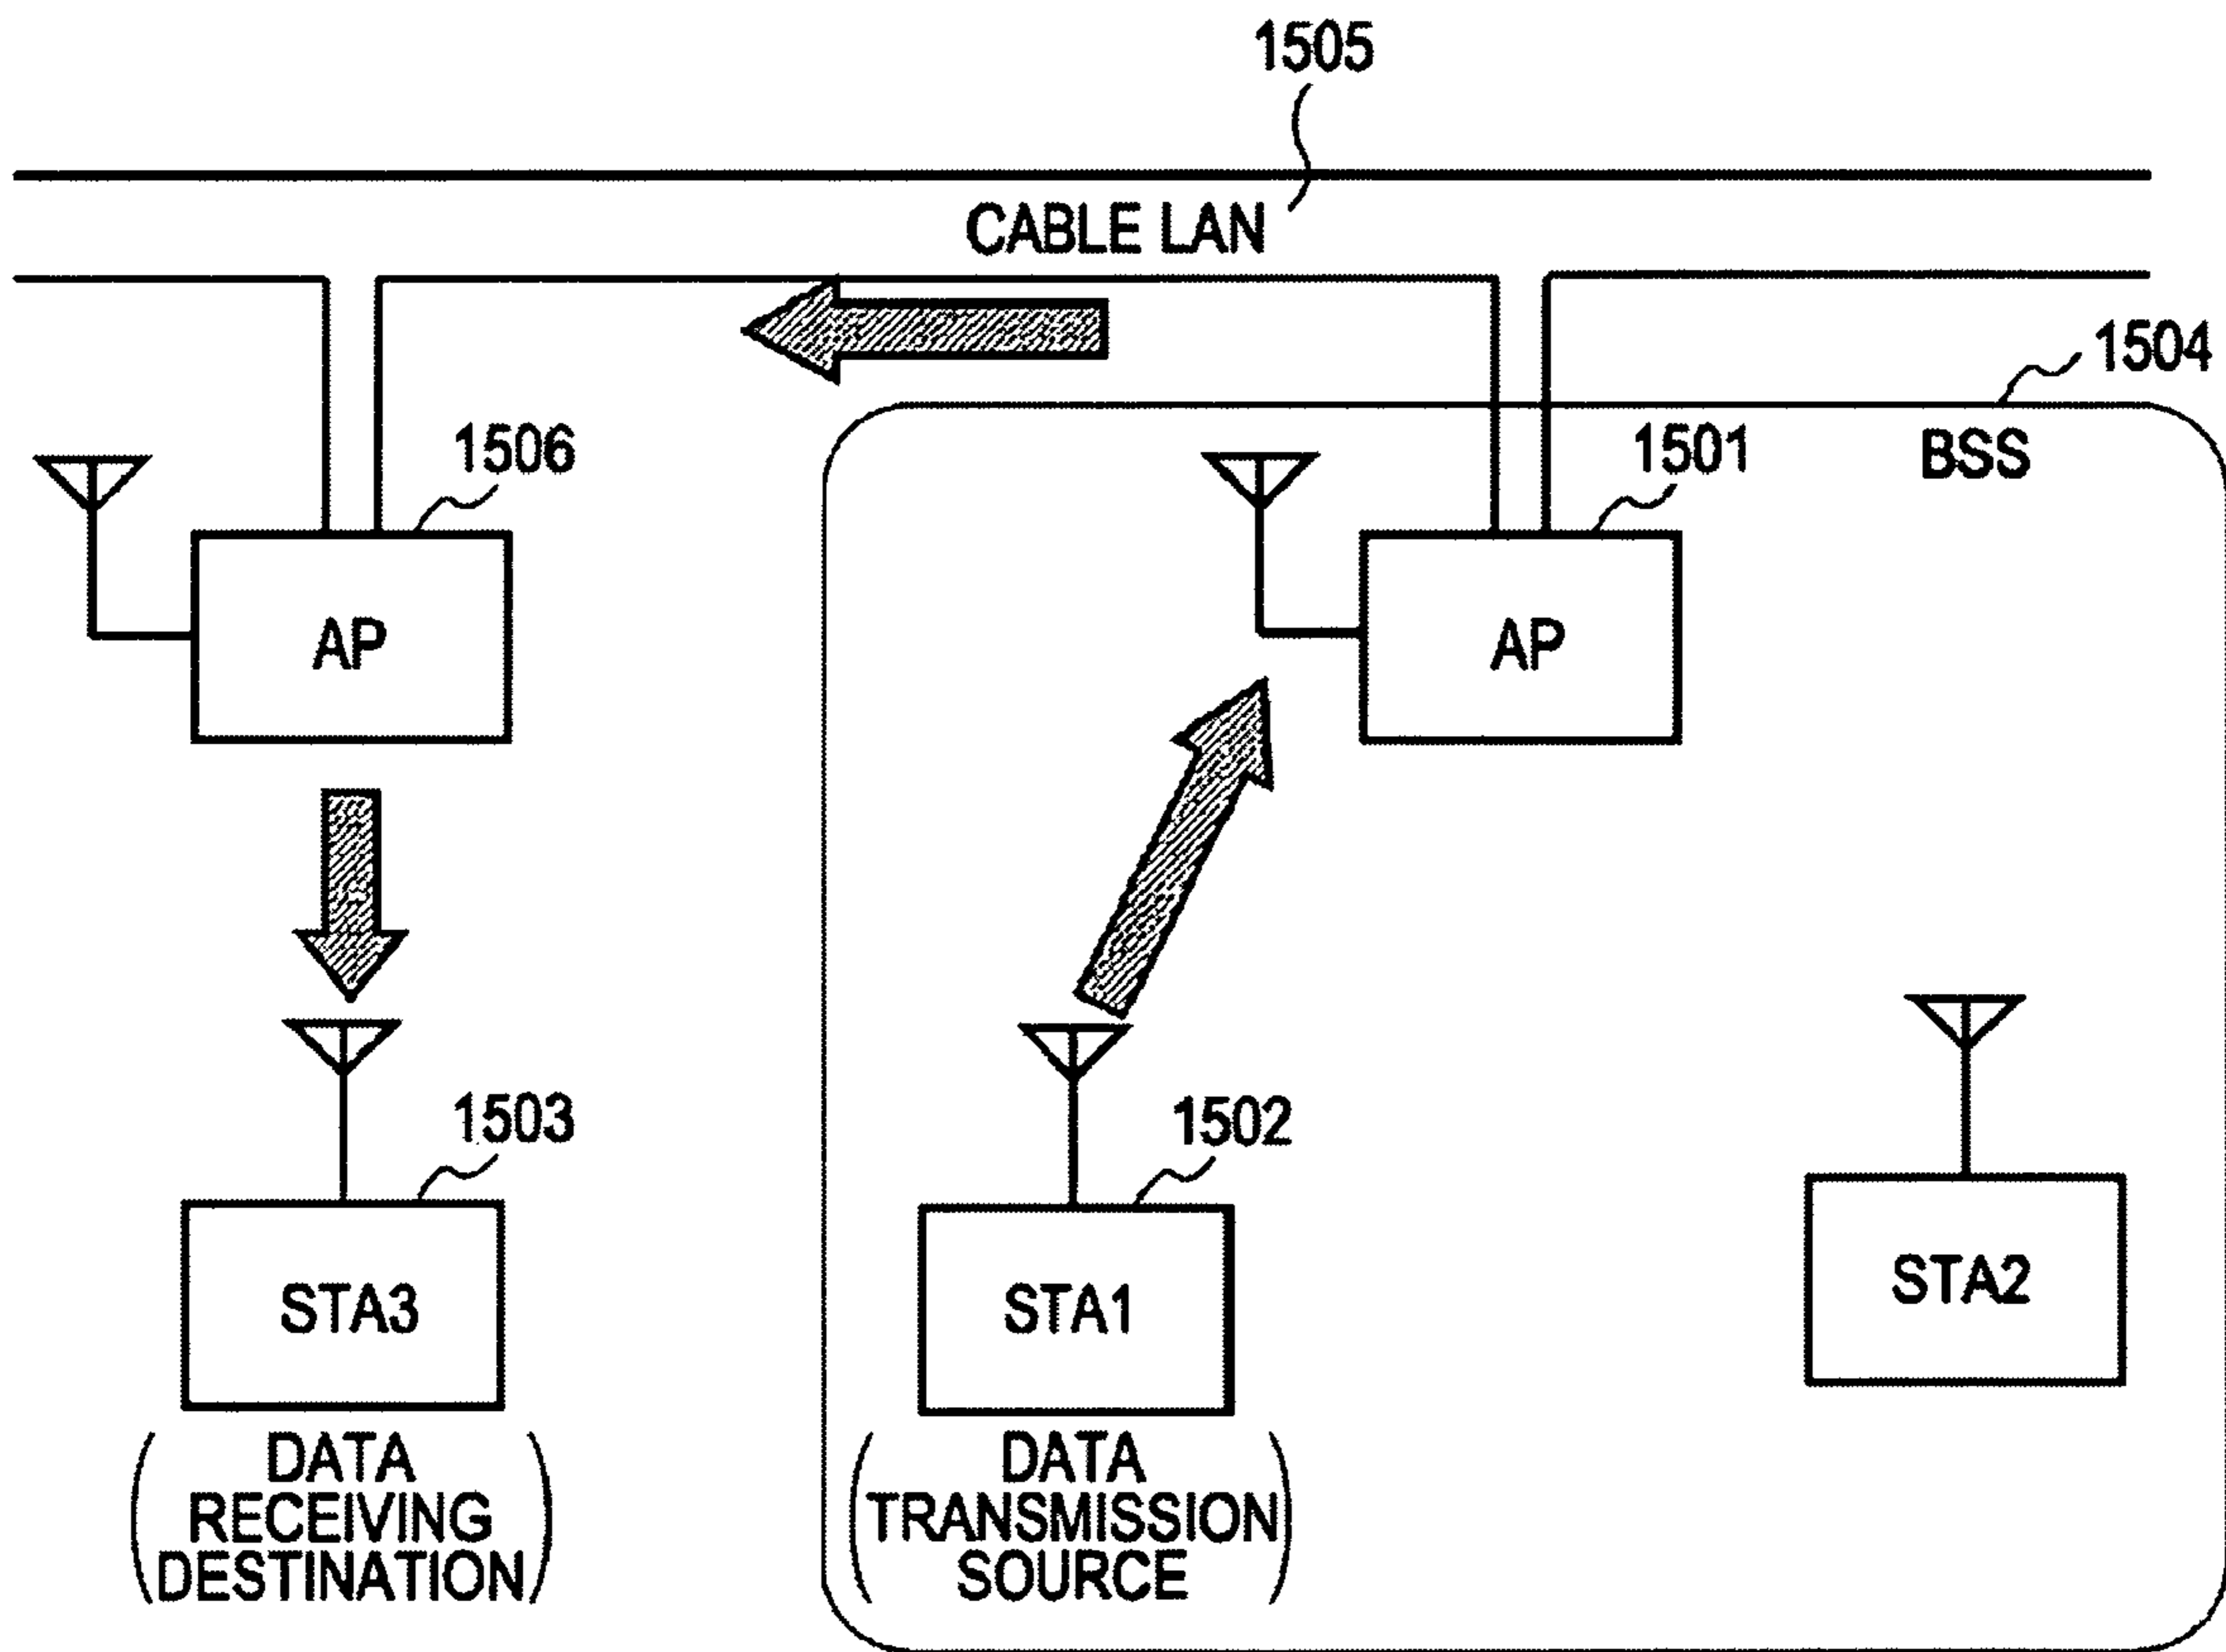 1505
CABLE LAN
1504
1506
1501
BSS
AP
AP
1503
1502
STA3
STA1
STA2
DATA
RECEIVING
DESTINATION
DATA
TRANSMISSION
SOURCE